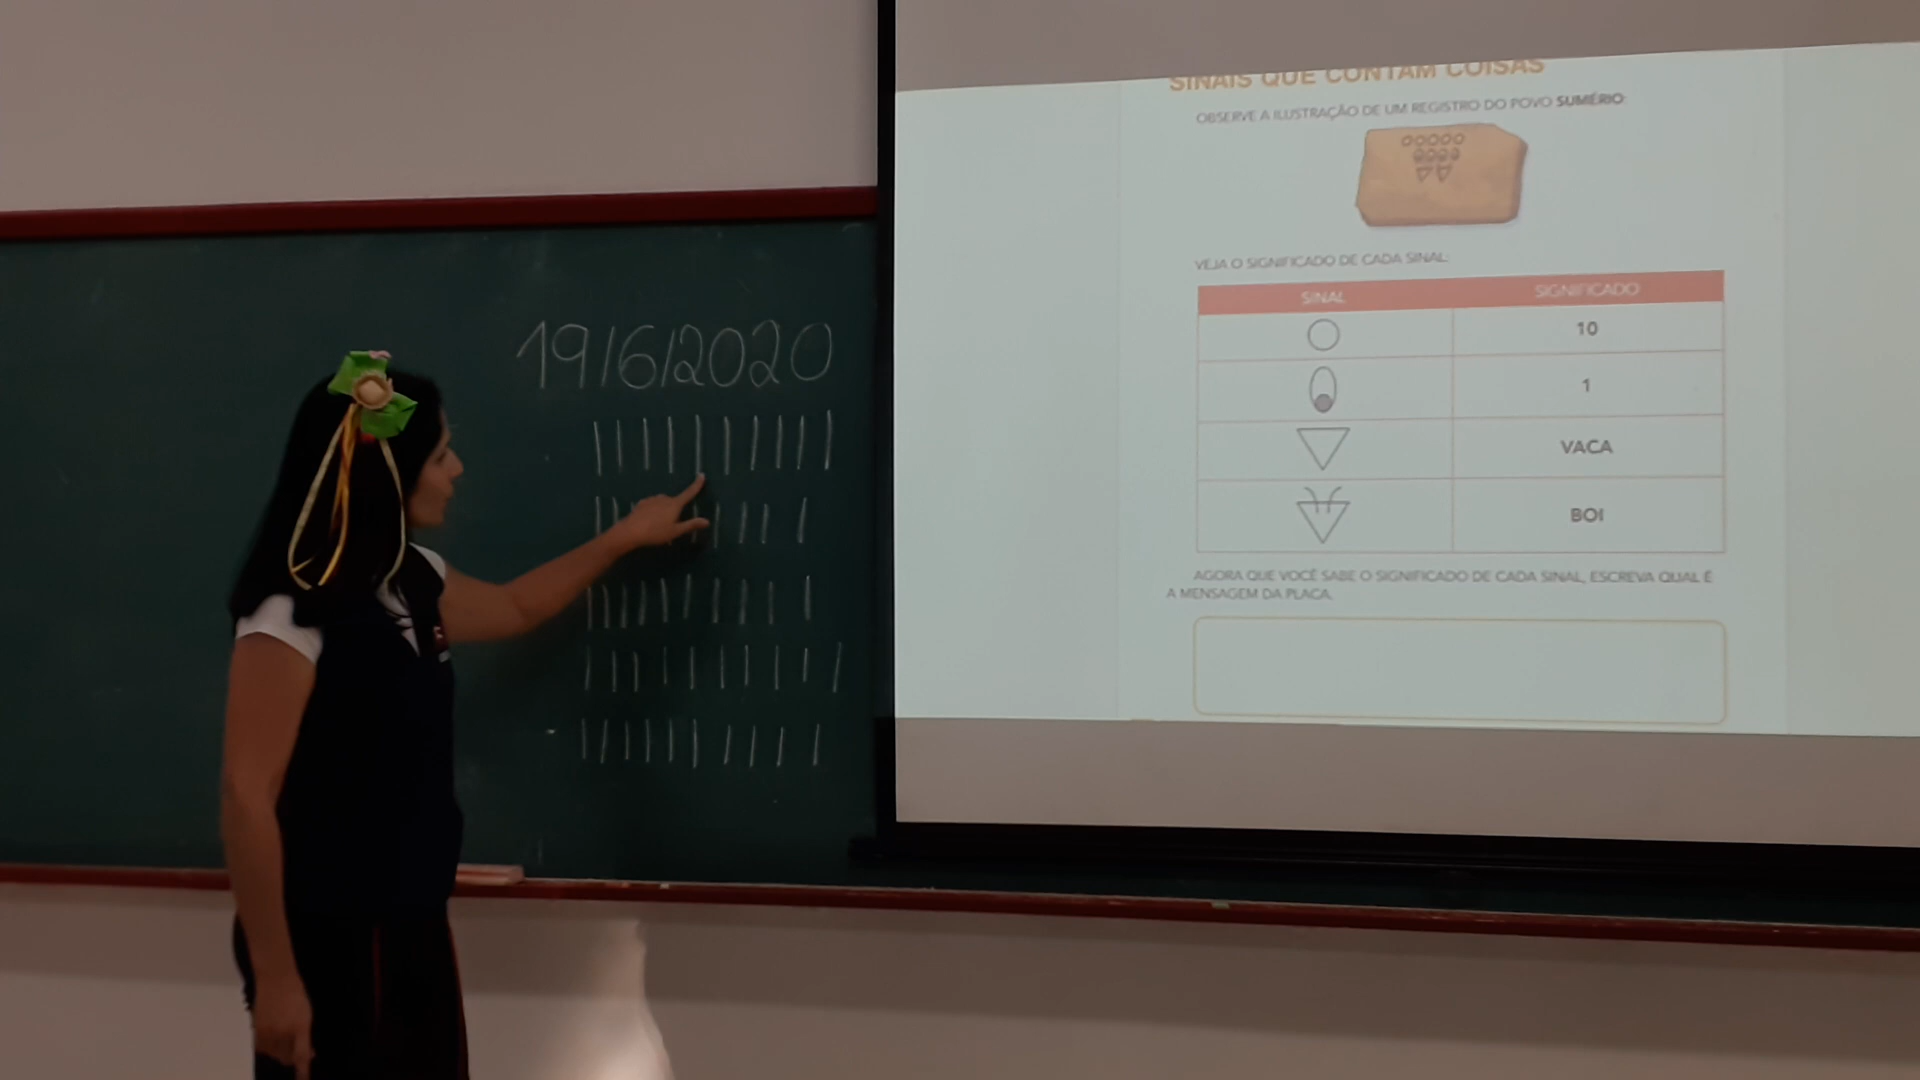 19/6/2020
SINAIS QUE CONTAM COISAS
OBSERVE A ILUSTRAÇÃO DE UM REGISTRO DO POVO SUMÉRIO:
VEJA O SIGNIFICADO DE CADA SINAL:
SINAL SIGNIFICADO
10
1
VACA
BOI
AGORA QUE VOCÊ SABE O SIGNIFICADO DE CADA SINAL, ESCREVA QUAL É
A MENSAGEM DA PLACA.